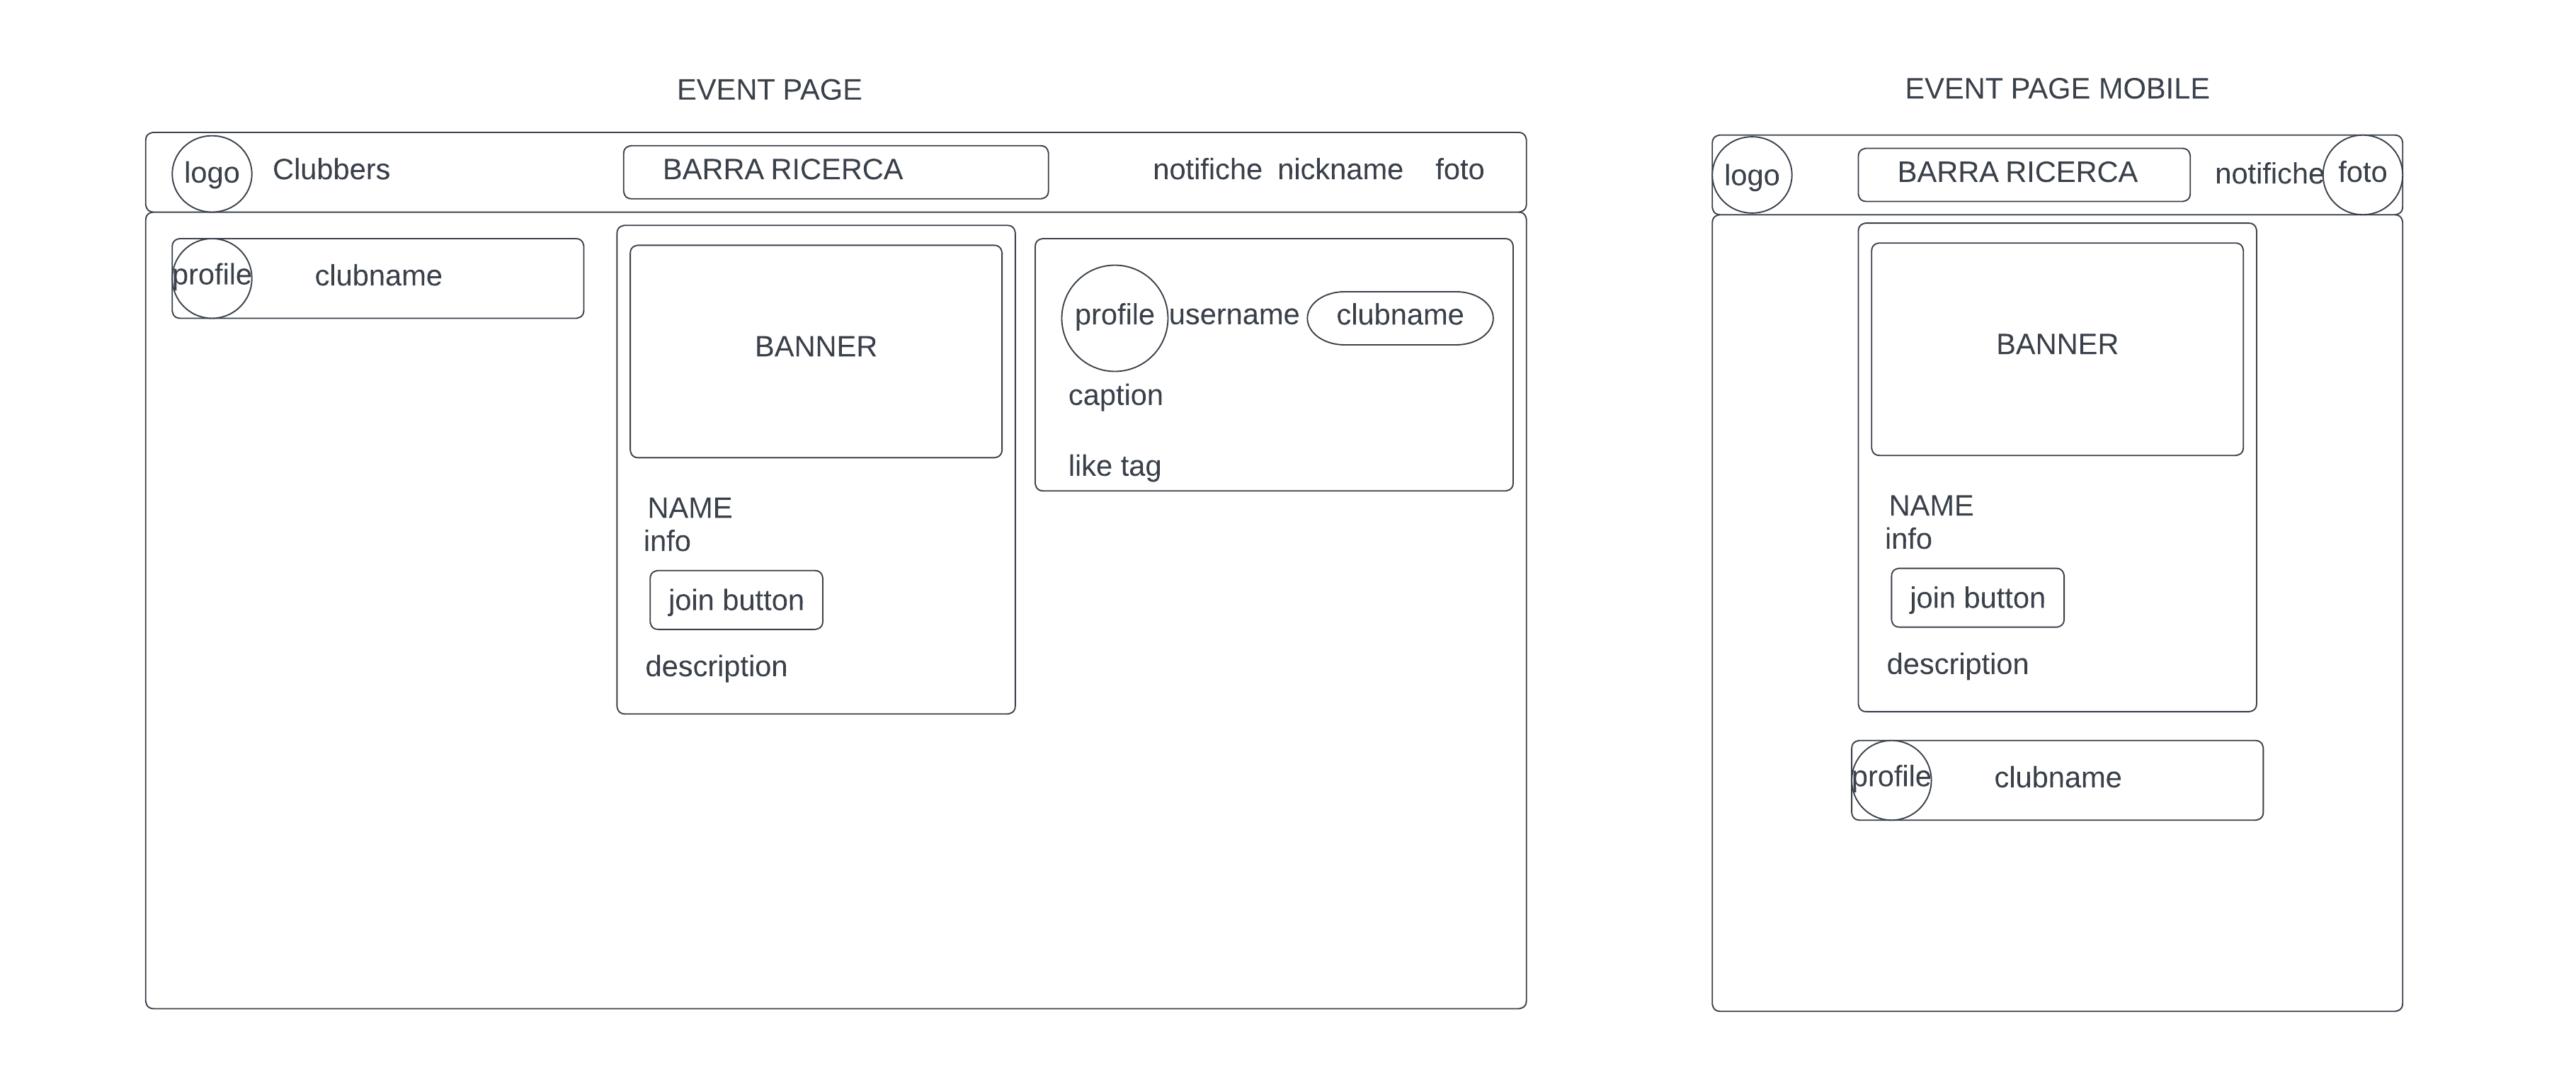 EVENT PAGE
logo Clubbers BARRA RICERCA notifiche nickname foto
profile clubname
BANNER
NAME
info
join button
description
profile username clubname
caption
like tag
EVENT PAGE MOBILE
logo BARRA RICERCA notifiche foto
BANNER
NAME
info
join button
description
profile clubname